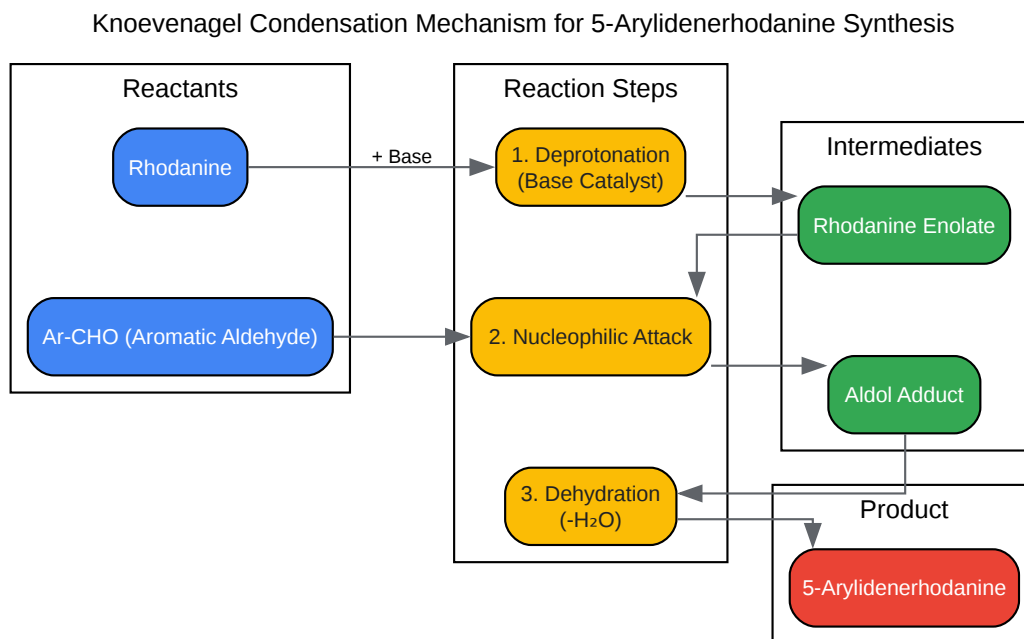 Knoevenagel Condensation Mechanism for 5-Arylidenerhodanine Synthesis
Reactants
Rhodanine
Ar-CHO (Aromatic Aldehyde)
+ Base
Reaction Steps
1. Deprotonation
(Base Catalyst)
2. Nucleophilic Attack
3. Dehydration
(-H₂O)
Intermediates
Rhodanine Enolate
Aldol Adduct
Product
5-Arylidenerhodanine